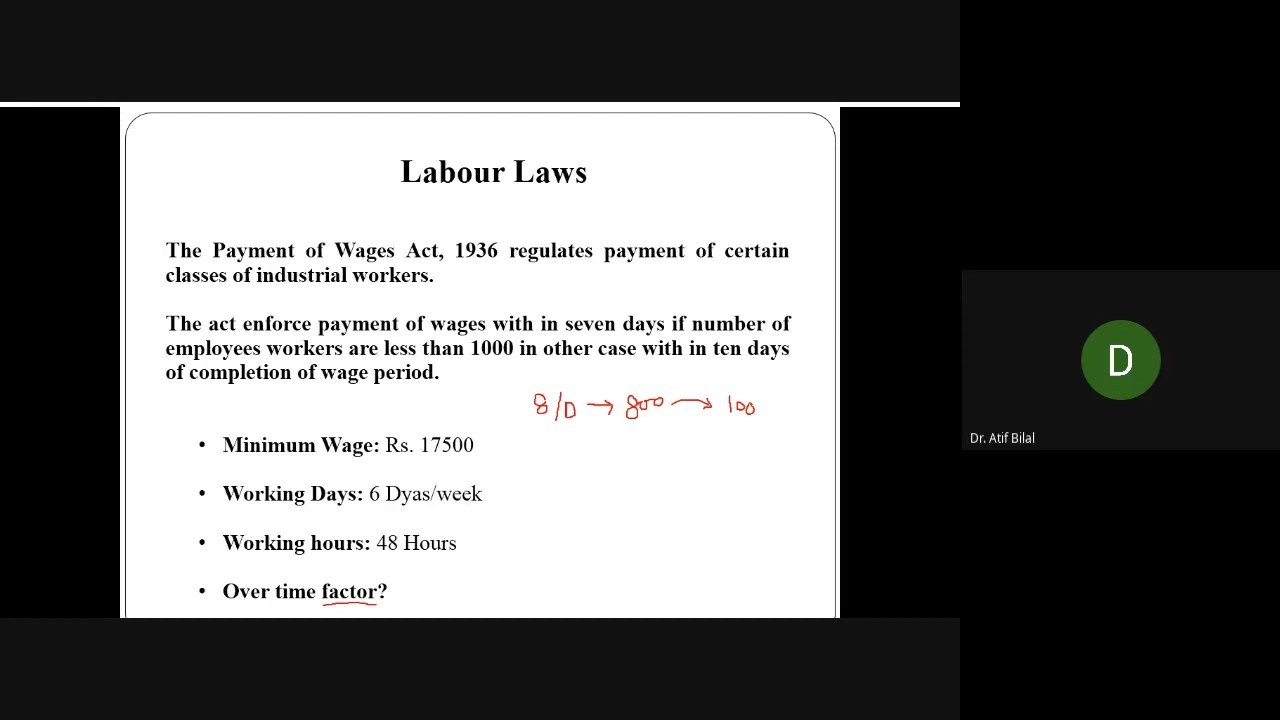 Labour Laws
The Payment of Wages Act, 1936 regulates payment of certain
classes of industrial workers.
The act enforce payment of wages with in seven days if number of
employees workers are less than 1000 in other case with in ten days
of completion of wage period.
8/D → 800 → 100
• Minimum Wage: Rs. 17500
• Working Days: 6 Dyas/week
• Working hours: 48 Hours
• Over time factor?
D
Dr. Atif Bilal